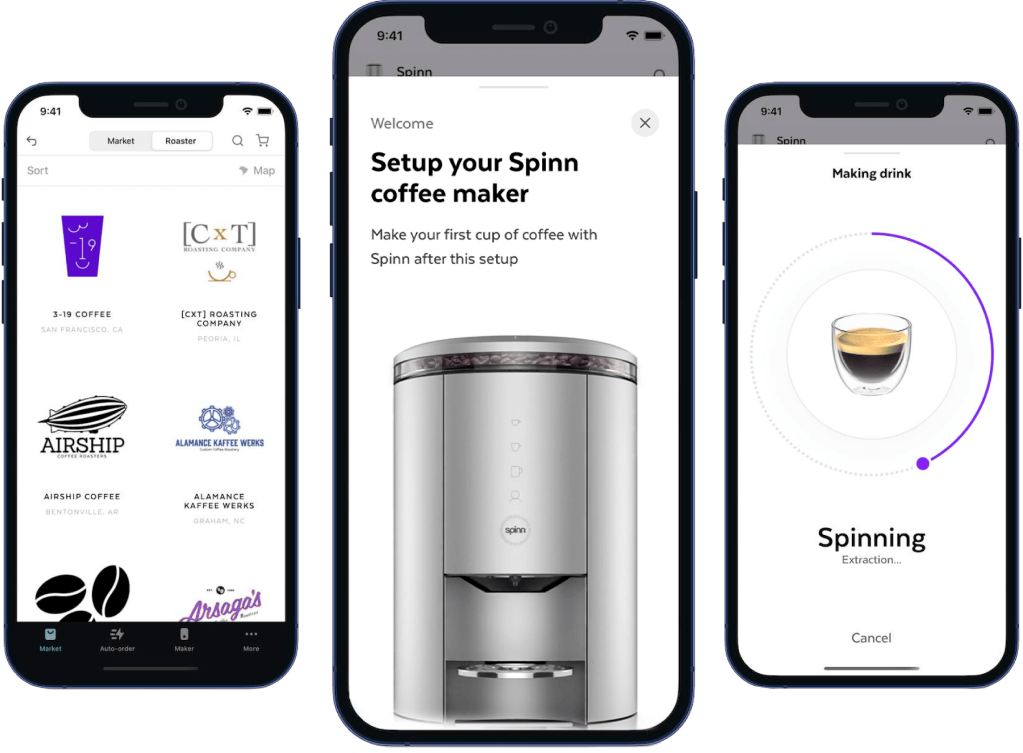 9:41
Market
Roaster
Sort
Map
3
-19
[CxT]
ROASTING COMPANY
3-19 COFFEE
SAN FRANCISCO, CA
[CXT] ROASTING
COMPANY
PEORIA, IL
AIRSHIP
COFFEE ROASTERS
ALAMANCE KAFFEE WERKS
Custom Coffee Roastery
AIRSHIP COFFEE
BENTONVILLE, AR
ALAMANCE
KAFFEE WERKS
GRAHAM, NC
Arsaga's
Market
Auto-order
Maker
More
9:41
Spinn
Welcome
Setup your Spinn
coffee maker
Make your first cup of coffee with
Spinn after this setup
spinn
9:41
Spinn
Making drink
Spinning
Extraction...
Cancel